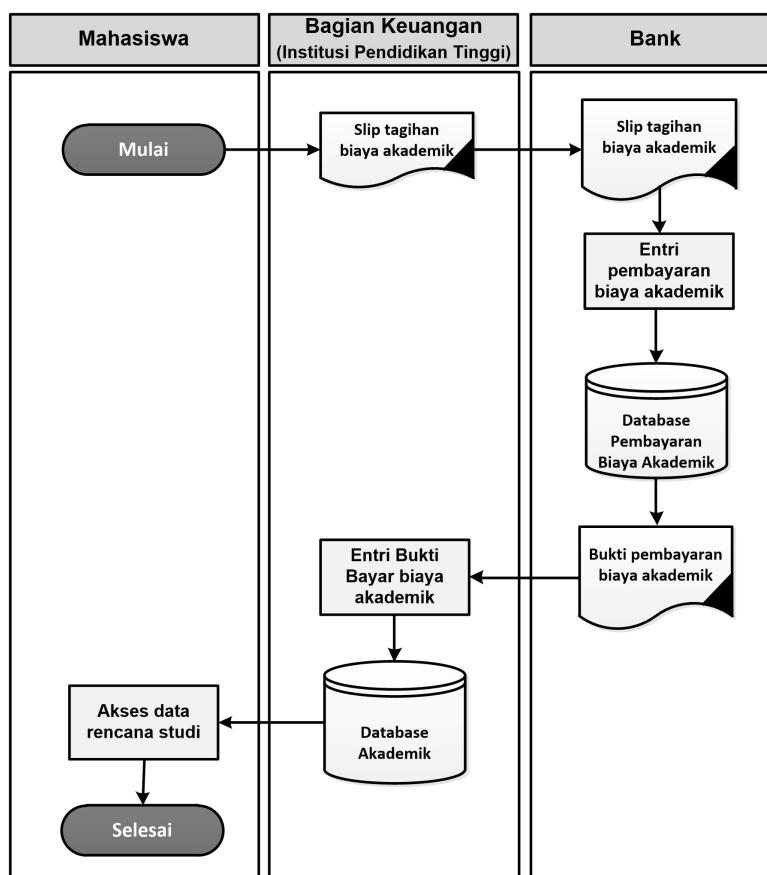 Mahasiswa
Bagian Keuangan
(Institusi Pendidikan Tinggi)
Bank
Mulai
Slip tagihan
biaya akademik
Slip tagihan
biaya akademik
Entri
pembayaran
biaya akademik
Database
Pembayaran
Biaya Akademik
Bukti pembayaran
biaya akademik
Entri Bukti
Bayar biaya
akademik
Database
Akademik
Akses data
rencana studi
Selesai